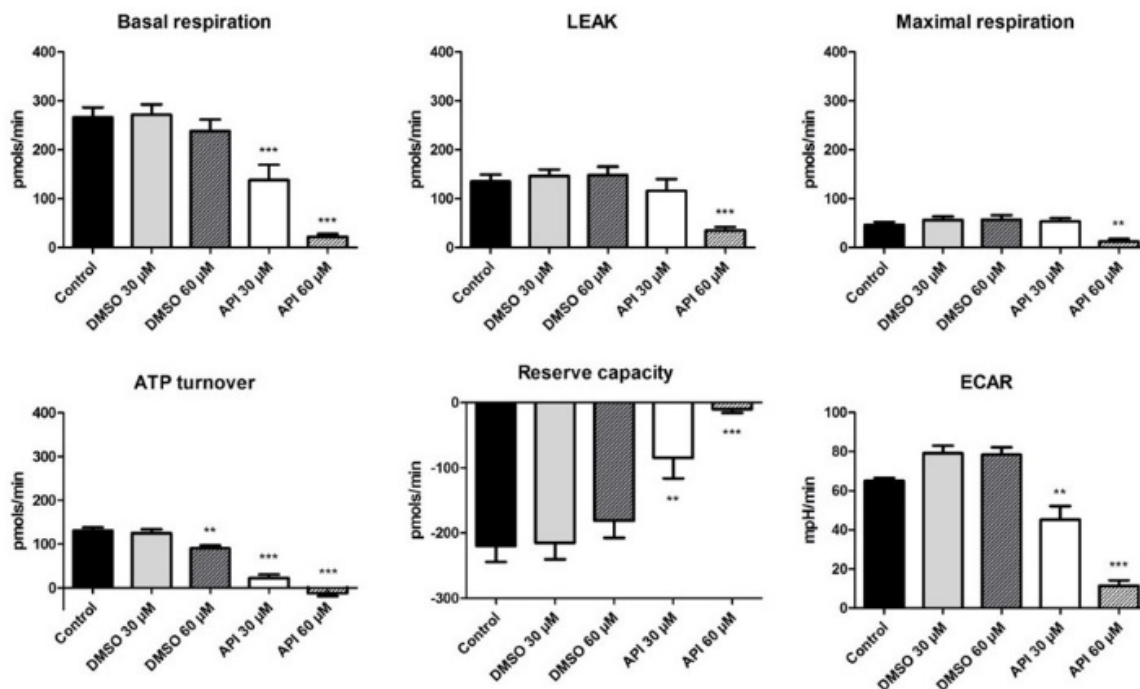 Basal respiration
400
300
200
100
0
pmols/min
***
***
Control
DMSO 30 µM
DMSO 60 µM
API 30 µM
API 60 µM
LEAK
400
300
200
100
0
pmols/min
***
Control
DMSO 30 µM
DMSO 60 µM
API 30 µM
API 60 µM
Maximal respiration
400
300
200
100
0
pmols/min
**
Control
DMSO 30 µM
DMSO 60 µM
API 30 µM
API 60 µM
ATP turnover
400
300
200
100
0
pmols/min
**
***
***
Control
DMSO 30 µM
DMSO 60 µM
API 30 µM
API 60 µM
Reserve capacity
0
-100
-200
-300
pmols/min
**
***
Control
DMSO 30 µM
DMSO 60 µM
API 30 µM
API 60 µM
ECAR
100
80
60
40
20
0
mpH/min
**
***
Control
DMSO 30 µM
DMSO 60 µM
API 30 µM
API 60 µM